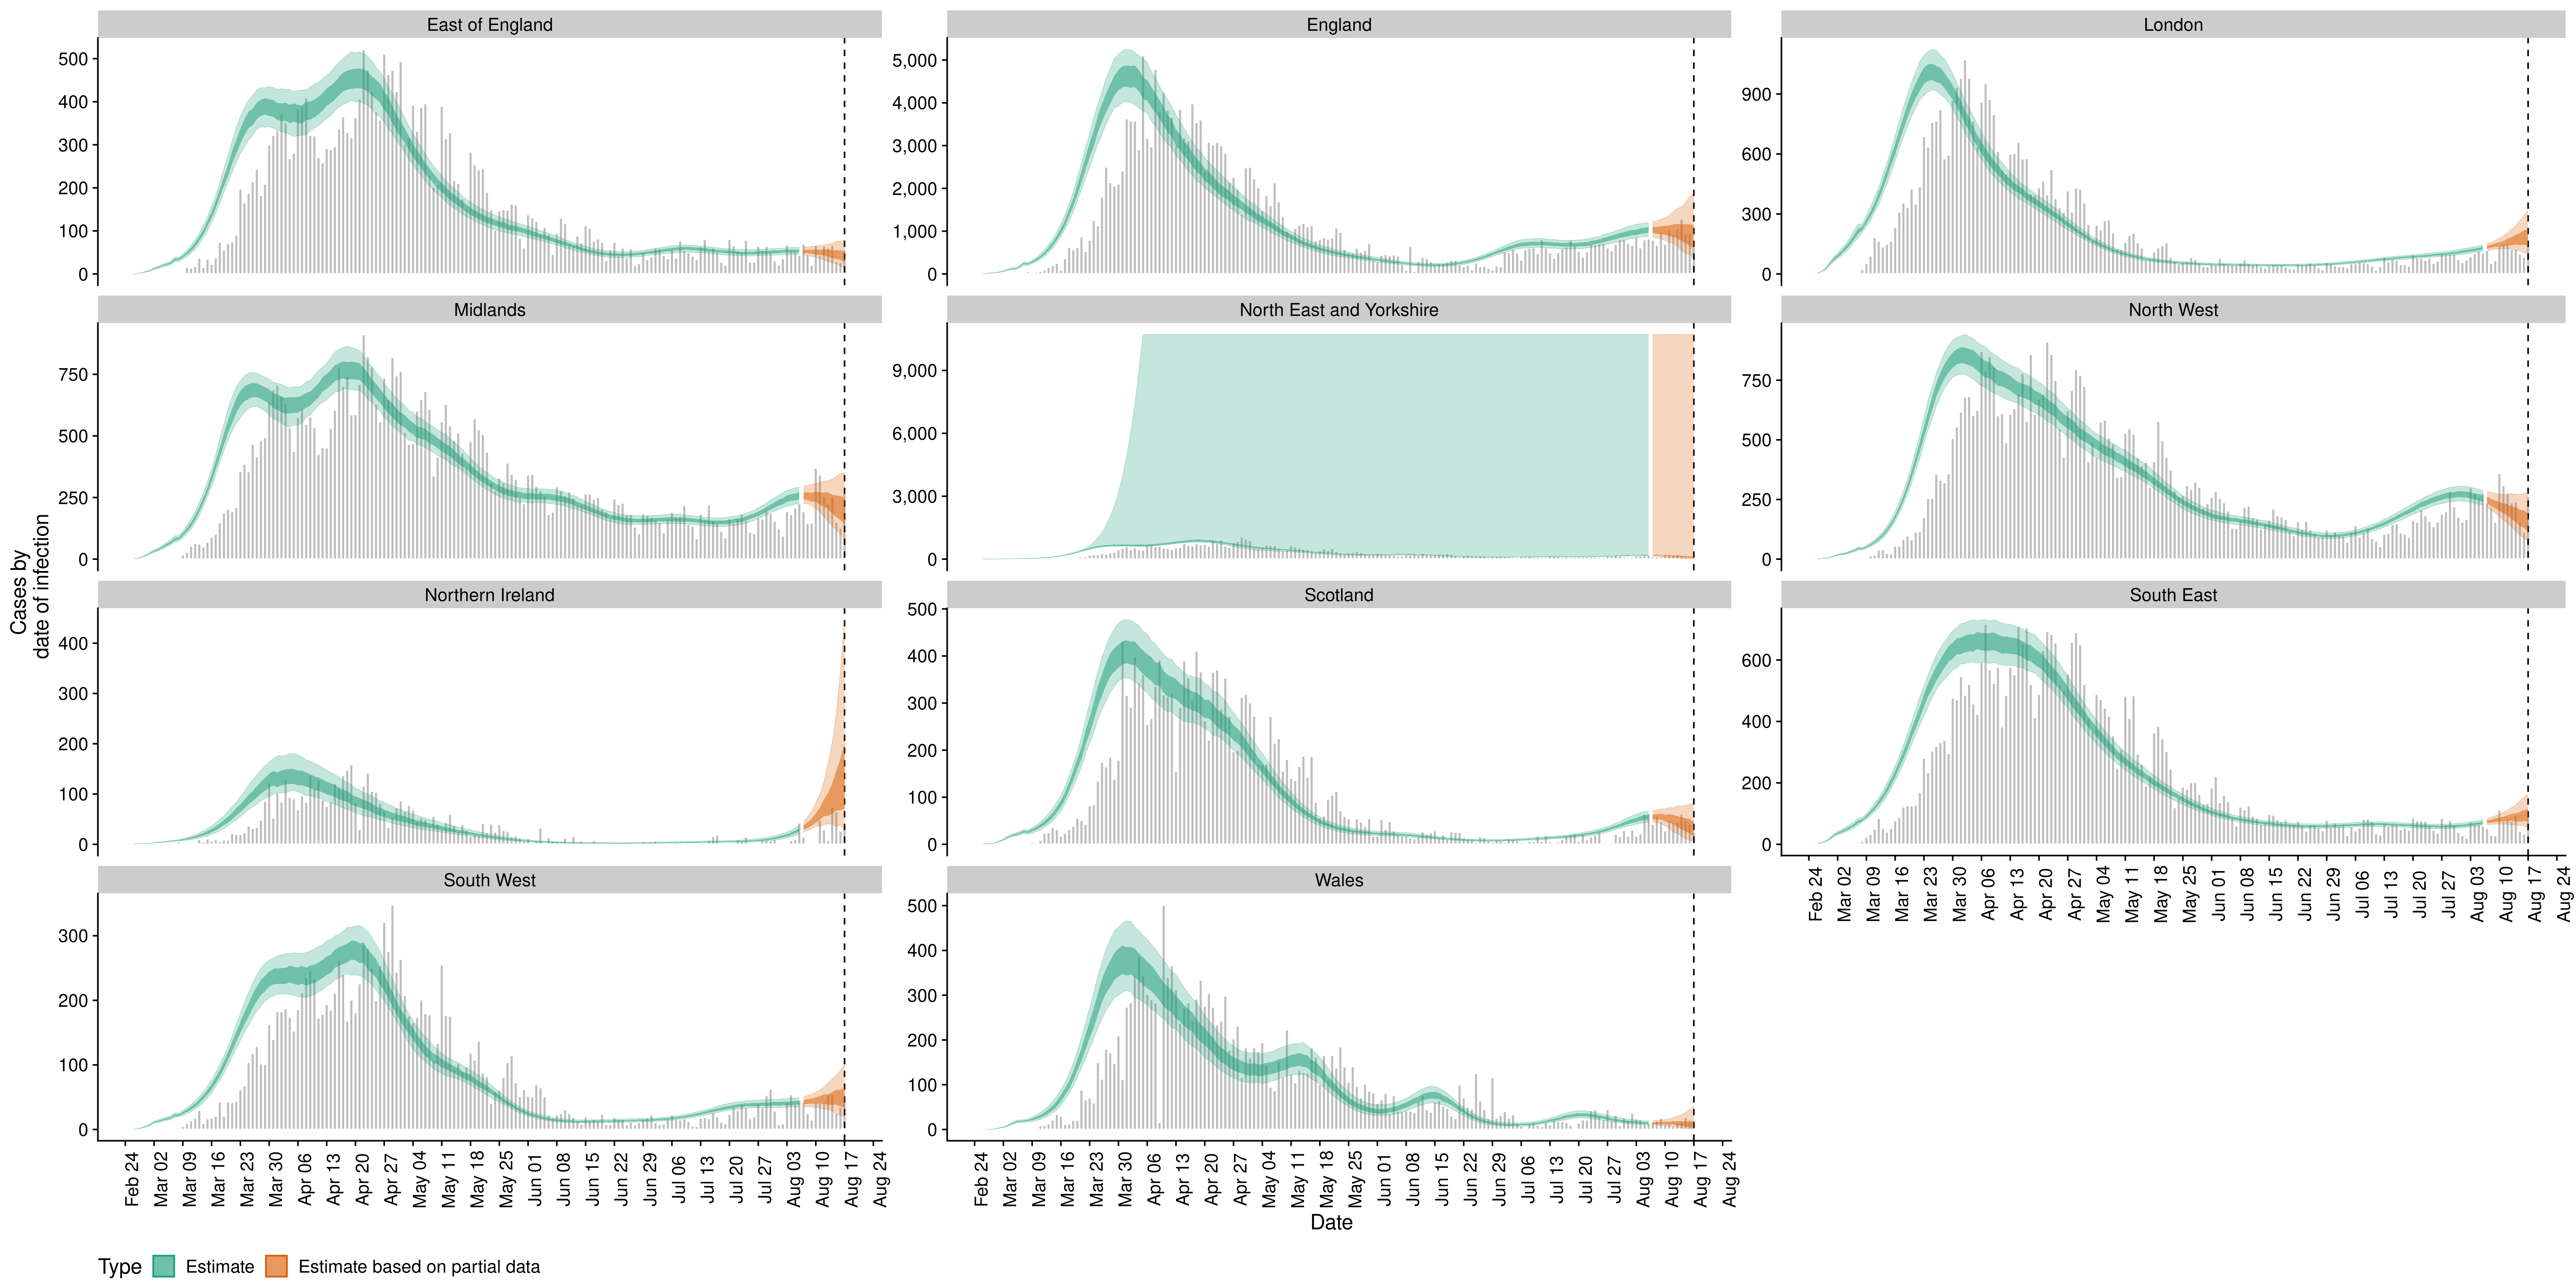 East of England
England
London
500
400
300
200
100
0
5,000
4,000
3,000
2,000
1,000
0
900
600
300
0
Midlands
North East and Yorkshire
North West
750
500
250
0
9,000
6,000
3,000
0
750
500
250
0
Cases by
date of infection
Northern Ireland
Scotland
South East
400
300
200
100
0
500
400
300
200
100
0
600
400
200
0
Feb 24
Mar 02
Mar 09
Mar 16
Mar 23
Mar 30
Apr 06
Apr 13
Apr 20
Apr 27
May 04
May 11
May 18
May 25
Jun 01
Jun 08
Jun 15
Jun 22
Jun 29
Jul 06
Jul 13
Jul 20
Jul 27
Aug 03
Aug 10
Aug 17
Aug 24
South West
Wales
300
200
100
0
500
400
300
200
100
0
Feb 24
Mar 02
Mar 09
Mar 16
Mar 23
Mar 30
Apr 06
Apr 13
Apr 20
Apr 27
May 04
May 11
May 18
May 25
Jun 01
Jun 08
Jun 15
Jun 22
Jun 29
Jul 06
Jul 13
Jul 20
Jul 27
Aug 03
Aug 10
Aug 17
Aug 24
Feb 24
Mar 02
Mar 09
Mar 16
Mar 23
Mar 30
Apr 06
Apr 13
Apr 20
Apr 27
May 04
May 11
May 18
May 25
Jun 01
Jun 08
Jun 15
Jun 22
Jun 29
Jul 06
Jul 13
Jul 20
Jul 27
Aug 03
Aug 10
Aug 17
Aug 24
Date
Type Estimate Estimate based on partial data